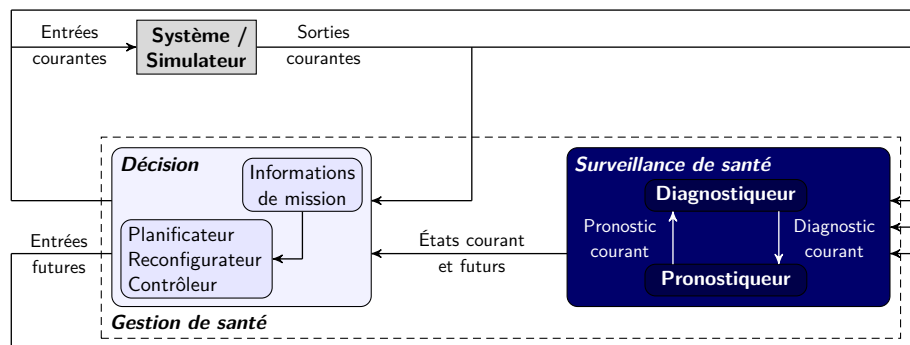 Entrées
courantes
Système /
Simulateur
Sorties
courantes
Décision
Informations
de mission
Planificateur
Reconfigurateur
Contrôleur
Entrées
futures
États courant
et futurs
Surveillance de santé
Diagnostiqueur
Pronostic
courant
Diagnostic
courant
Pronostiqueur
Gestion de santé